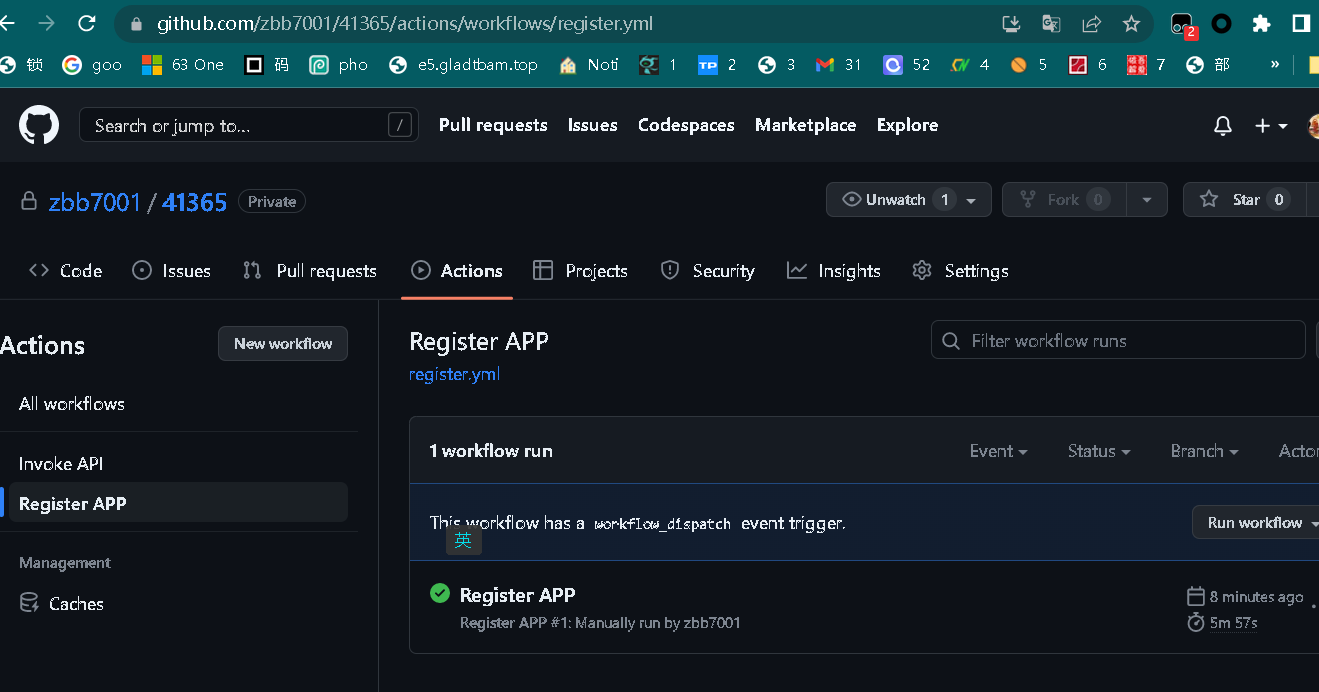 github.com/zbb7001/41365/actions/workflows/register.yml
2
锁 goo 63 One 码 pho e5.gladtbam.top Noti 1 TP 2 3 31 52 4 5 6 7 部 »
Search or jump to... / Pull requests Issues Codespaces Marketplace Explore
zbb7001 / 41365 Private Unwatch 1 Fork 0 Star 0
Code Issues Pull requests Actions Projects Security Insights Settings
Actions New workflow
All workflows
Invoke API
Register APP
Management
Caches
Register APP Filter workflow runs
register.yml
1 workflow run Event Status Branch Actor
This workflow has a workflow_dispatch event trigger. Run workflow
英
Register APP 8 minutes ago
Register APP #1: Manually run by zbb7001 5m 57s